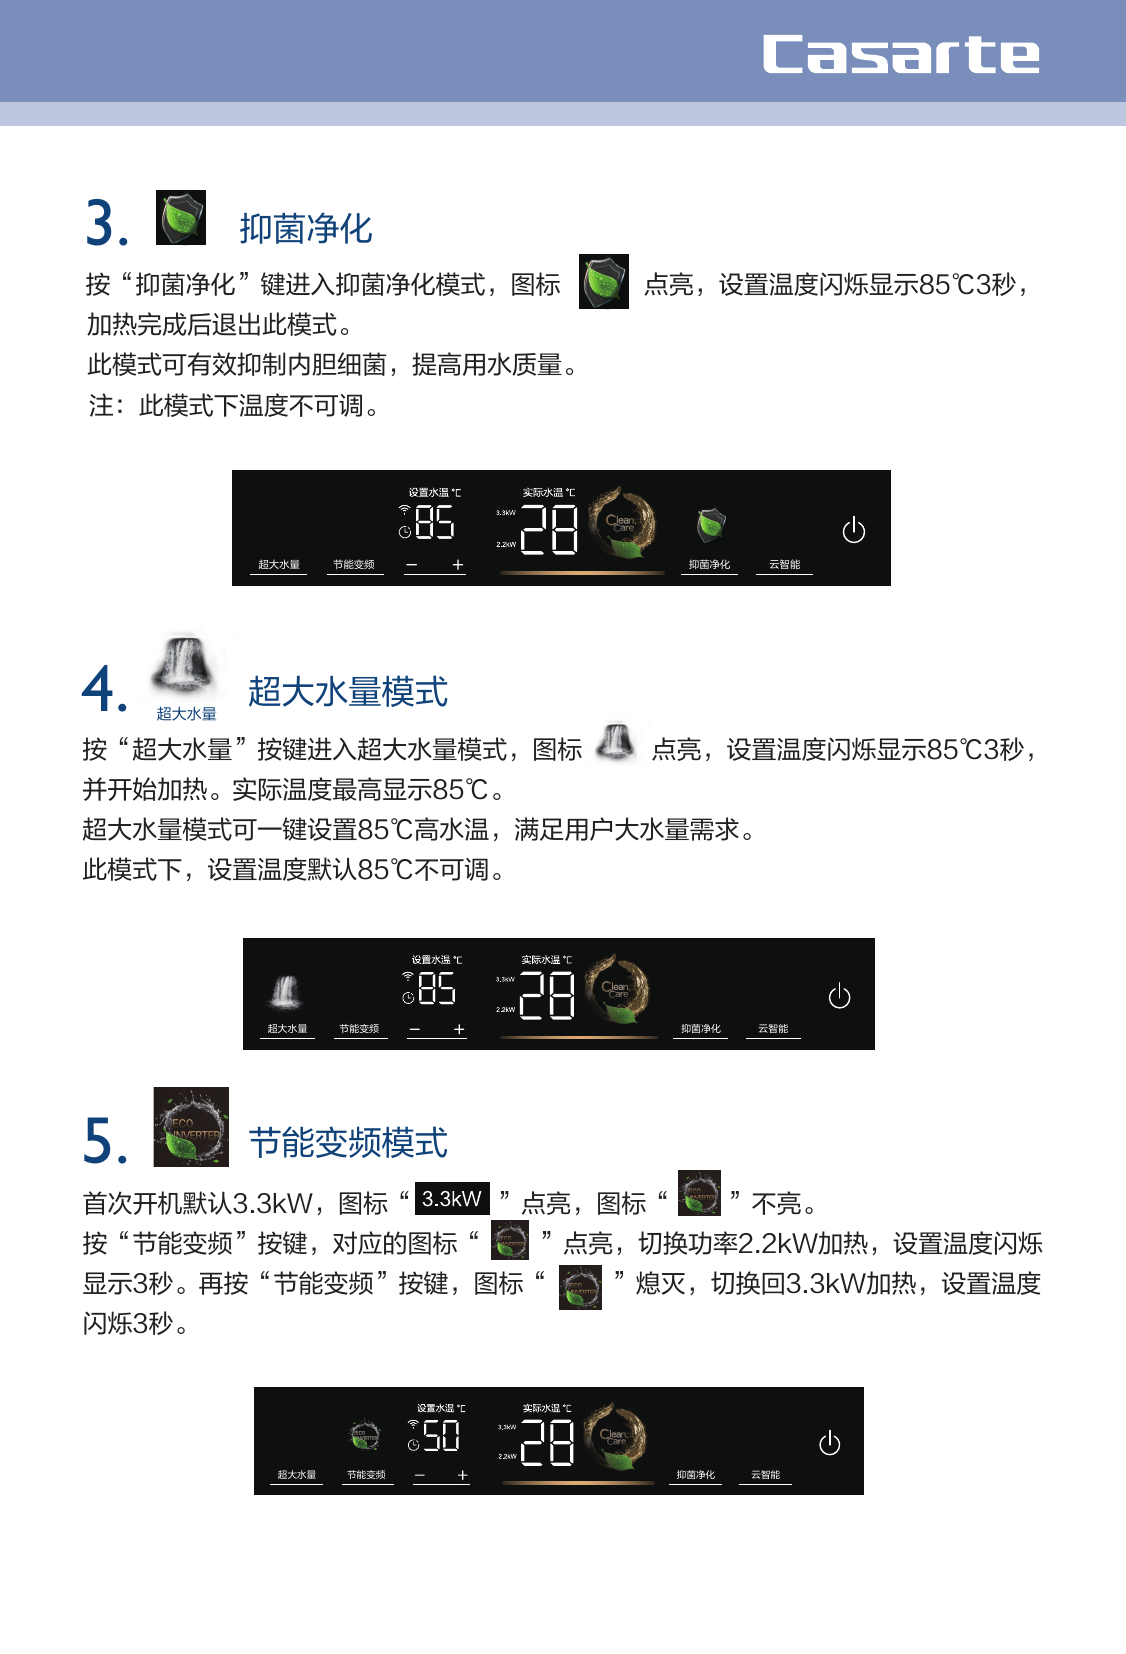 Casarte
3. 抑菌净化
按“抑菌净化”键进入抑菌净化模式，图标 点亮，设置温度闪烁显示85℃3秒，
加热完成后退出此模式。
此模式可有效抑制内胆细菌，提高用水质量。
注：此模式下温度不可调。
设置水温 ℃ 实际水温 ℃
3.3kW
85 28 Clean Care
2.2kW
超大水量 节能变频 − + 抑菌净化 云智能
4. 超大水量 超大水量模式
按“超大水量”按键进入超大水量模式，图标 点亮，设置温度闪烁显示85℃3秒，
并开始加热。实际温度最高显示85℃。
超大水量模式可一键设置85℃高水温，满足用户大水量需求。
此模式下，设置温度默认85℃不可调。
设置水温 ℃ 实际水温 ℃
3.3kW
85 28 Clean Care
2.2kW
超大水量 节能变频 − + 抑菌净化 云智能
5. ECO INVERTER 节能变频模式
首次开机默认3.3kW，图标“ 3.3kW ”点亮，图标“ ECO INVERTER ”不亮。
按“节能变频”按键，对应的图标“ ECO INVERTER ”点亮，切换功率2.2kW加热，设置温度闪烁
显示3秒。再按“节能变频”按键，图标“ ECO INVERTER ”熄灭，切换回3.3kW加热，设置温度
闪烁3秒。
设置水温 ℃ 实际水温 ℃
3.3kW
ECO INVERTER 50 28 Clean Care
2.2kW
超大水量 节能变频 − + 抑菌净化 云智能